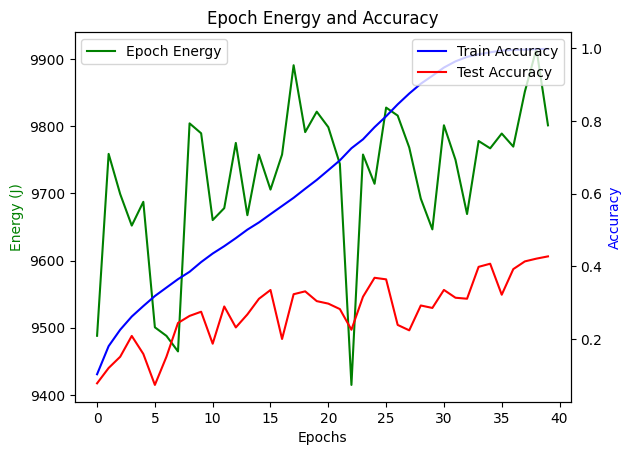 Epoch Energy and Accuracy
Epoch Energy
Train Accuracy
Test Accuracy
Energy (J)
9900
9800
9700
9600
9500
9400
1.0
0.8
0.6
0.4
0.2
Accuracy
0 5 10 15 20 25 30 35 40
Epochs